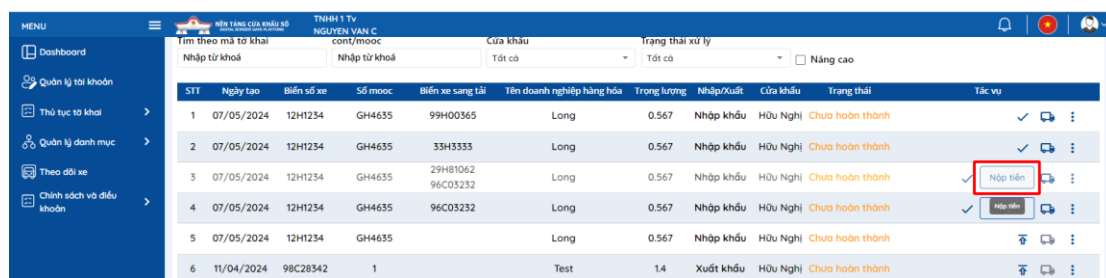 MENU
NỀN TẢNG CỬA KHẨU SỐ
DIGITAL BORDER GATE PLATFORM
TNHH 1 Tv
NGUYEN VAN C
Dashboard
Quản lý tài khoản
Thủ tục tờ khai
Quản lý danh mục
Theo dõi xe
Chính sách và điều khoản
Tìm theo mã tờ khai cont/mooc Cửa khẩu Trạng thái xử lý
Nhập từ khoá Nhập từ khoá Tất cả Tất cả Nâng cao
STT Ngày tạo Biển số xe Số mooc Biển xe sang tải Tên doanh nghiệp hàng hóa Trọng lượng Nhập/Xuất Cửa khẩu Trạng thái Tác vụ
1 07/05/2024 12H1234 GH4635 99H00365 Long 0.567 Nhập khẩu Hữu Nghị Chưa hoàn thành
2 07/05/2024 12H1234 GH4635 33H3333 Long 0.567 Nhập khẩu Hữu Nghị Chưa hoàn thành
3 07/05/2024 12H1234 GH4635 29H81062 96C03232 Long 0.567 Nhập khẩu Hữu Nghị Chưa hoàn thành Nộp tiền
4 07/05/2024 12H1234 GH4635 96C03232 Long 0.567 Nhập khẩu Hữu Nghị Chưa hoàn thành Nộp tiền
5 07/05/2024 12H1234 GH4635 Long 0.567 Nhập khẩu Hữu Nghị Chưa hoàn thành
6 11/04/2024 98C28342 1 Test 1.4 Xuất khẩu Hữu Nghị Chưa hoàn thành